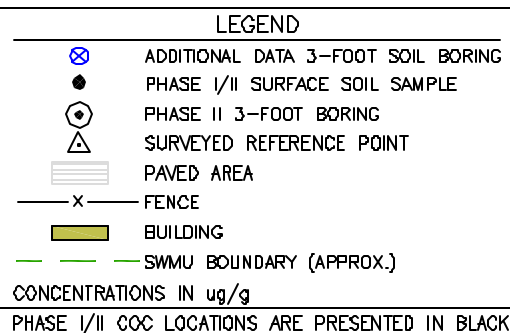 LEGEND
ADDITIONAL DATA 3-FOOT SOIL BORING
PHASE I/II SURFACE SOIL SAMPLE
PHASE II 3-FOOT BORING
SURVEYED REFERENCE POINT
PAVED AREA
FENCE
BUILDING
SWMU BOUNDARY (APPROX.)
CONCENTRATIONS IN ug/g
PHASE I/II COC LOCATIONS ARE PRESENTED IN BLACK